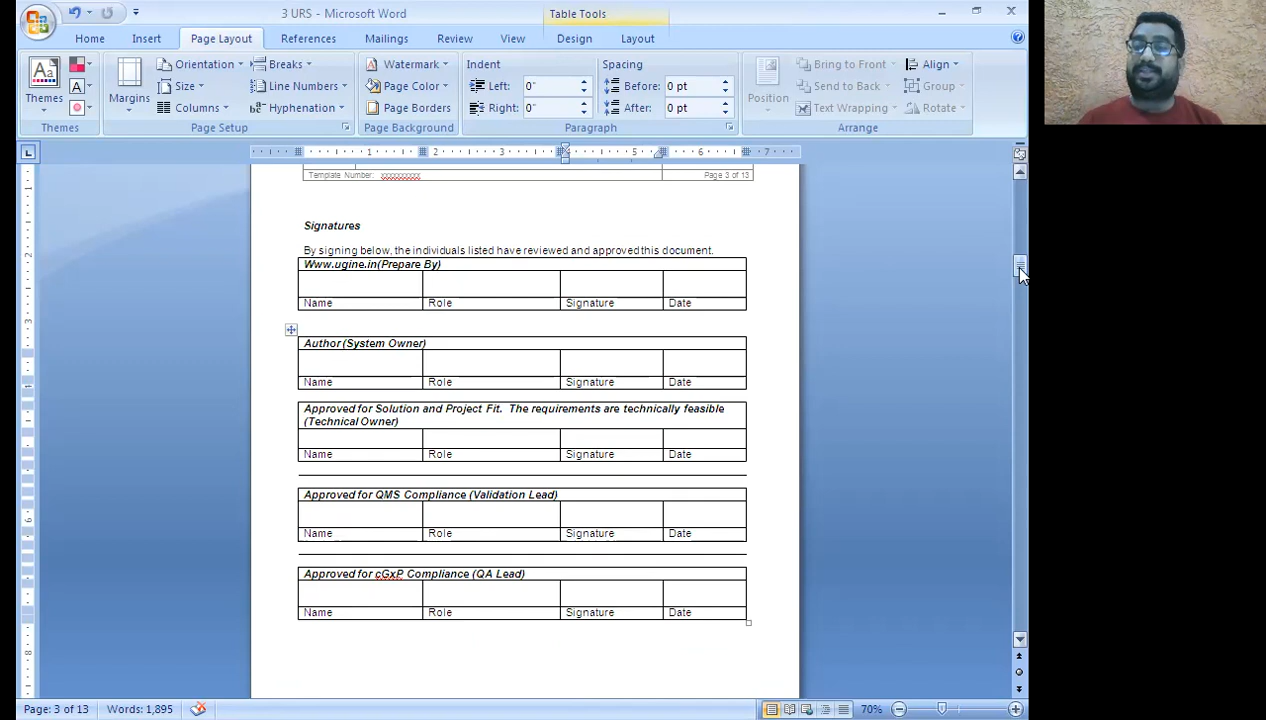 3 URS - Microsoft Word
Table Tools
Home
Insert
Page Layout
References
Mailings
Review
View
Design
Layout
Themes
Margins
Orientation
Size
Columns
Breaks
Line Numbers
Hyphenation
Watermark
Page Color
Page Borders
Indent
Left: 0"
Right: 0"
Spacing
Before: 0 pt
After: 0 pt
Position
Bring to Front
Send to Back
Text Wrapping
Align
Group
Rotate
Themes
Page Setup
Page Background
Paragraph
Arrange
Template Number: xxxxxxxxxx
Page 3 of 13
Signatures
By signing below, the individuals listed have reviewed and approved this document.
Www.ugine.in(Prepare By)
Name Role Signature Date
Author (System Owner)
Name Role Signature Date
Approved for Solution and Project Fit. The requirements are technically feasible
(Technical Owner)
Name Role Signature Date
Approved for QMS Compliance (Validation Lead)
Name Role Signature Date
Approved for cGxP Compliance (QA Lead)
Name Role Signature Date
Page: 3 of 13
Words: 1,895
70%